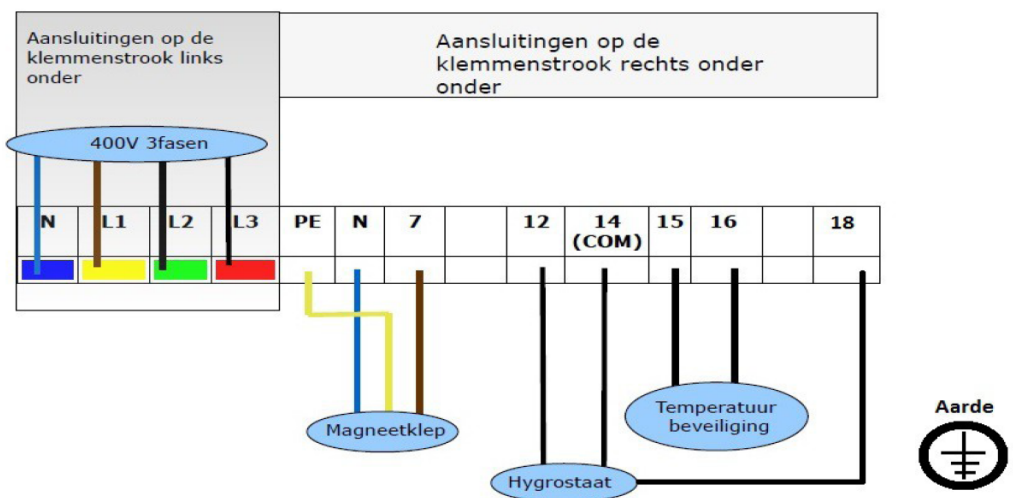 Aansluitingen op de
klemmenstrook links
onder
Aansluitingen op de
klemmenstrook rechts onder
onder
400V 3fasen
N L1 L2 L3 PE N 7 12 14 15 16 18
(COM)
Magneetklep
Temperatuur
beveiliging
Hygrostaat
Aarde